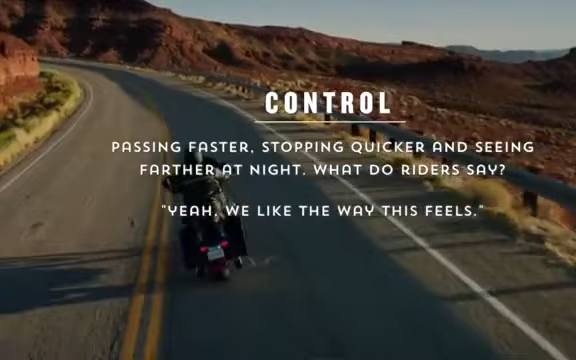 CONTROL
PASSING FASTER, STOPPING QUICKER AND SEEING
FARTHER AT NIGHT. WHAT DO RIDERS SAY?
"YEAH, WE LIKE THE WAY THIS FEELS."